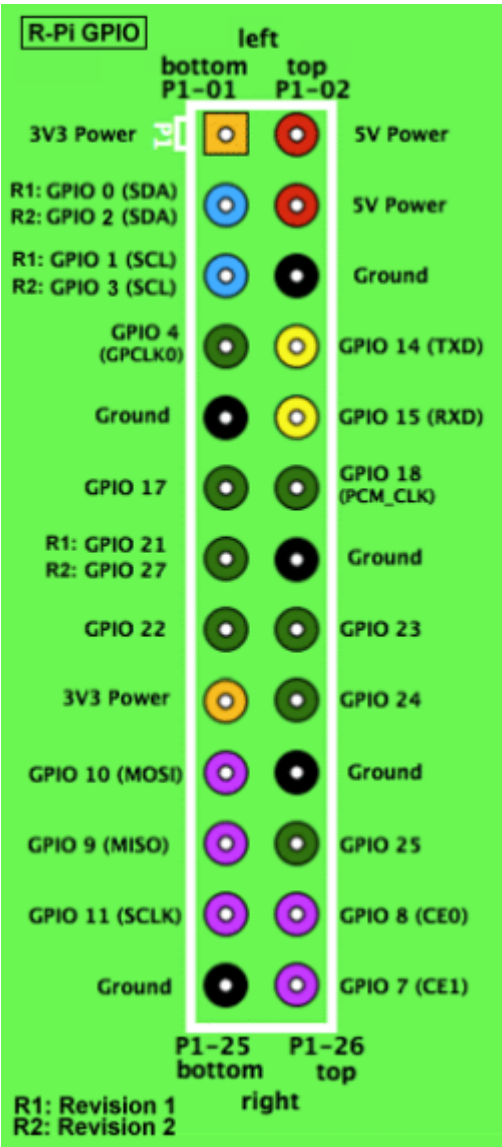 R-Pi GPIO
left
bottom top
P1-01 P1-02
P1
3V3 Power 5V Power
R1: GPIO 0 (SDA)
R2: GPIO 2 (SDA) 5V Power
R1: GPIO 1 (SCL)
R2: GPIO 3 (SCL) Ground
GPIO 4
(GPCLK0) GPIO 14 (TXD)
Ground GPIO 15 (RXD)
GPIO 17 GPIO 18
(PCM_CLK)
R1: GPIO 21
R2: GPIO 27 Ground
GPIO 22 GPIO 23
3V3 Power GPIO 24
GPIO 10 (MOSI) Ground
GPIO 9 (MISO) GPIO 25
GPIO 11 (SCLK) GPIO 8 (CE0)
Ground GPIO 7 (CE1)
P1-25 P1-26
bottom top
right
R1: Revision 1
R2: Revision 2